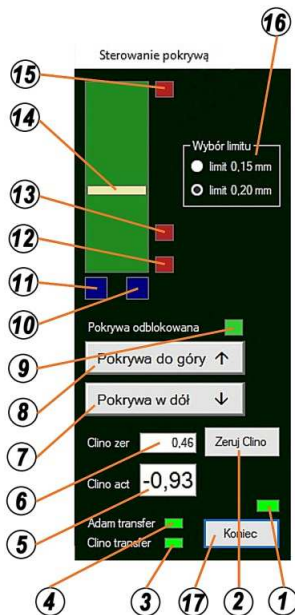 16
Sterowanie pokrywą
15
14
Wybór limitu
limit 0,15 mm
limit 0,20 mm
13
12
11
10
Pokrywa odblokowana
9
Pokrywa do góry ↑
8
Pokrywa w dół ↓
7
Clino zer 0,46 Zeruj Clino
6
Clino act -0,93
5
Adam transfer
Clino transfer
Koniec
4 3 17 2 1